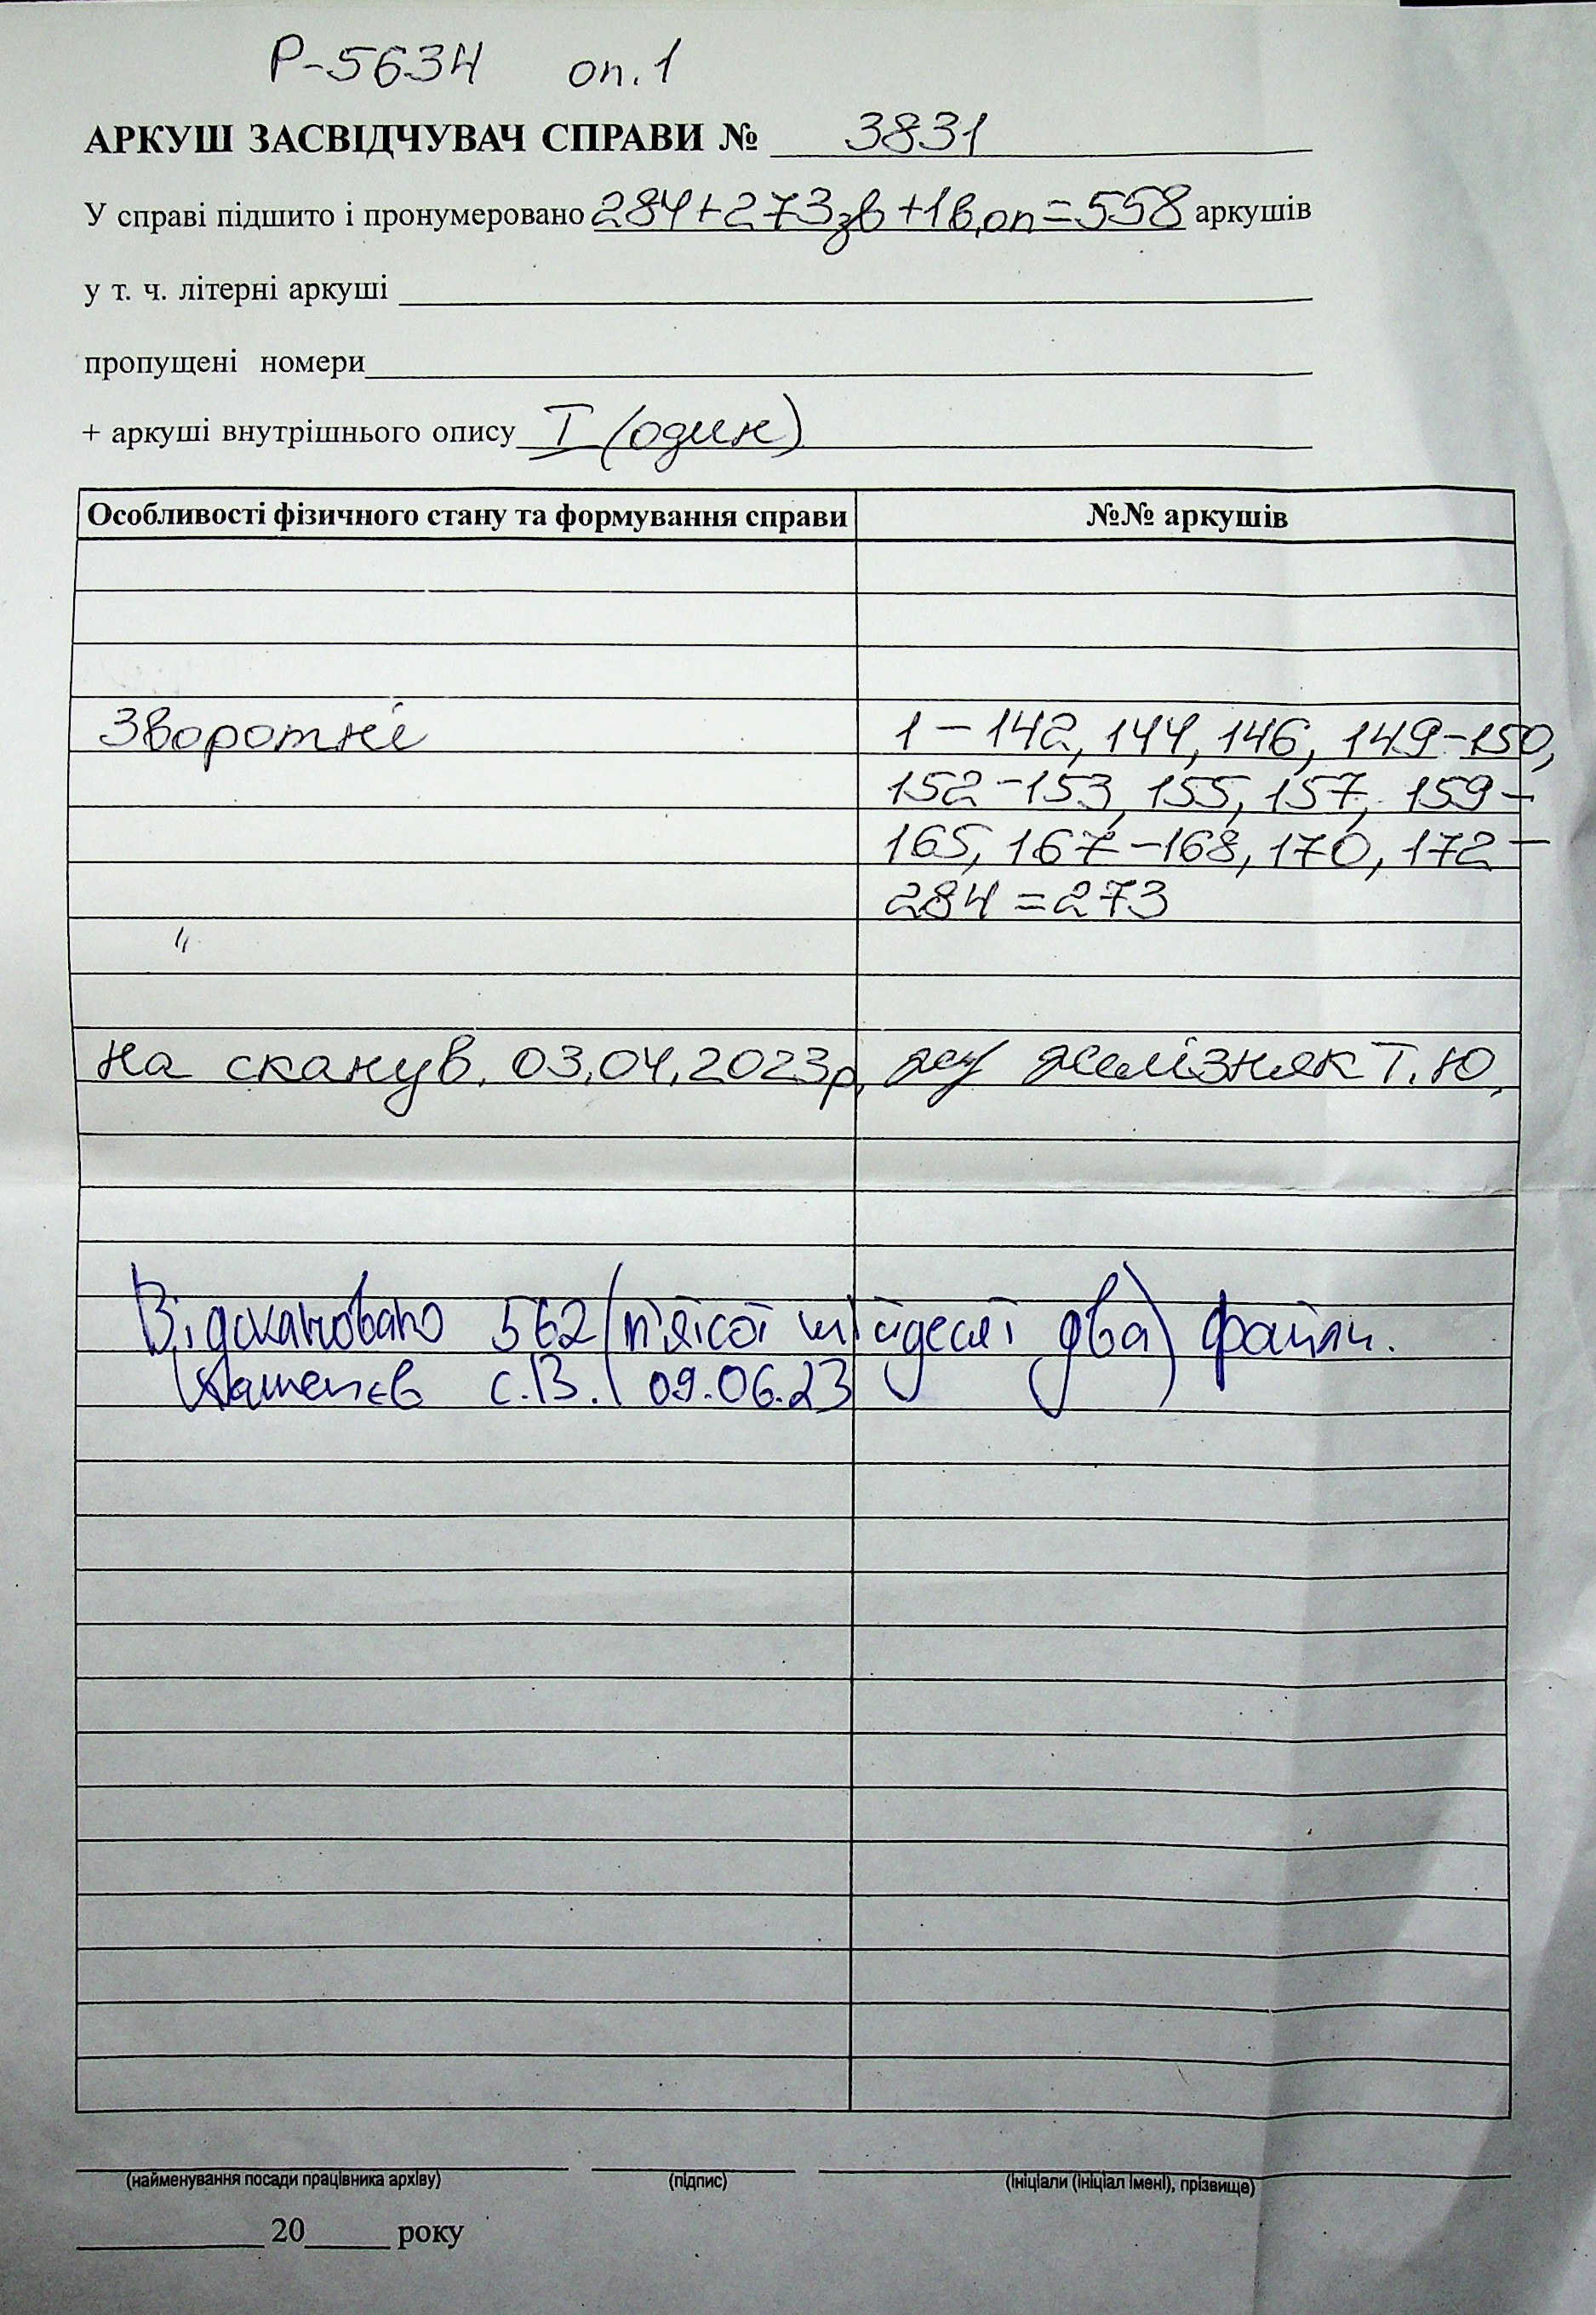 Р-5634 оп.1
АРКУШ ЗАСВІДЧУВАЧ СПРАВИ № 3831
У справі підшито і пронумеровано 284+273зв+1в.оп=558 аркушів
у т. ч. літерні аркуші
пропущені номери
+ аркуші внутрішнього опису I (один)
Особливості фізичного стану та формування справи №№ аркушів
Зворотні 1-142, 144, 146, 149-150,
152-153, 155, 157, 159-
165, 167-168, 170, 172-
284=273
"
на сканув. 03.04.2023р. Желізняк Т.Ю.
Відскановано 562 (п'ятсот шістдесят два) файли.
С.В. 09.06.23
(найменування посади працівника архіву) (підпис) (ініціали (ініціал імені), прізвище)
20 року